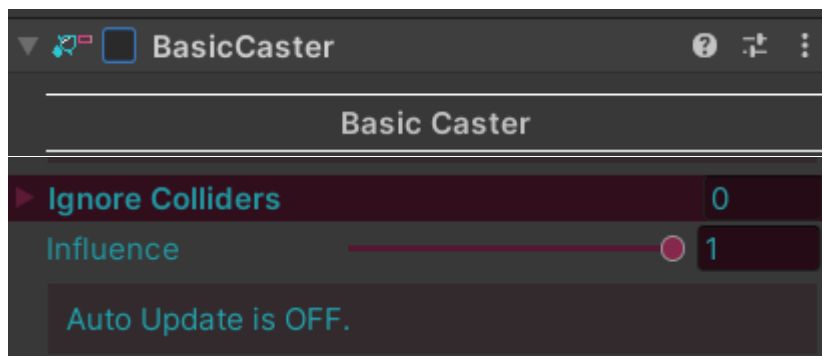 BasicCaster
Basic Caster
Ignore Colliders 0
Influence 1
Auto Update is OFF.